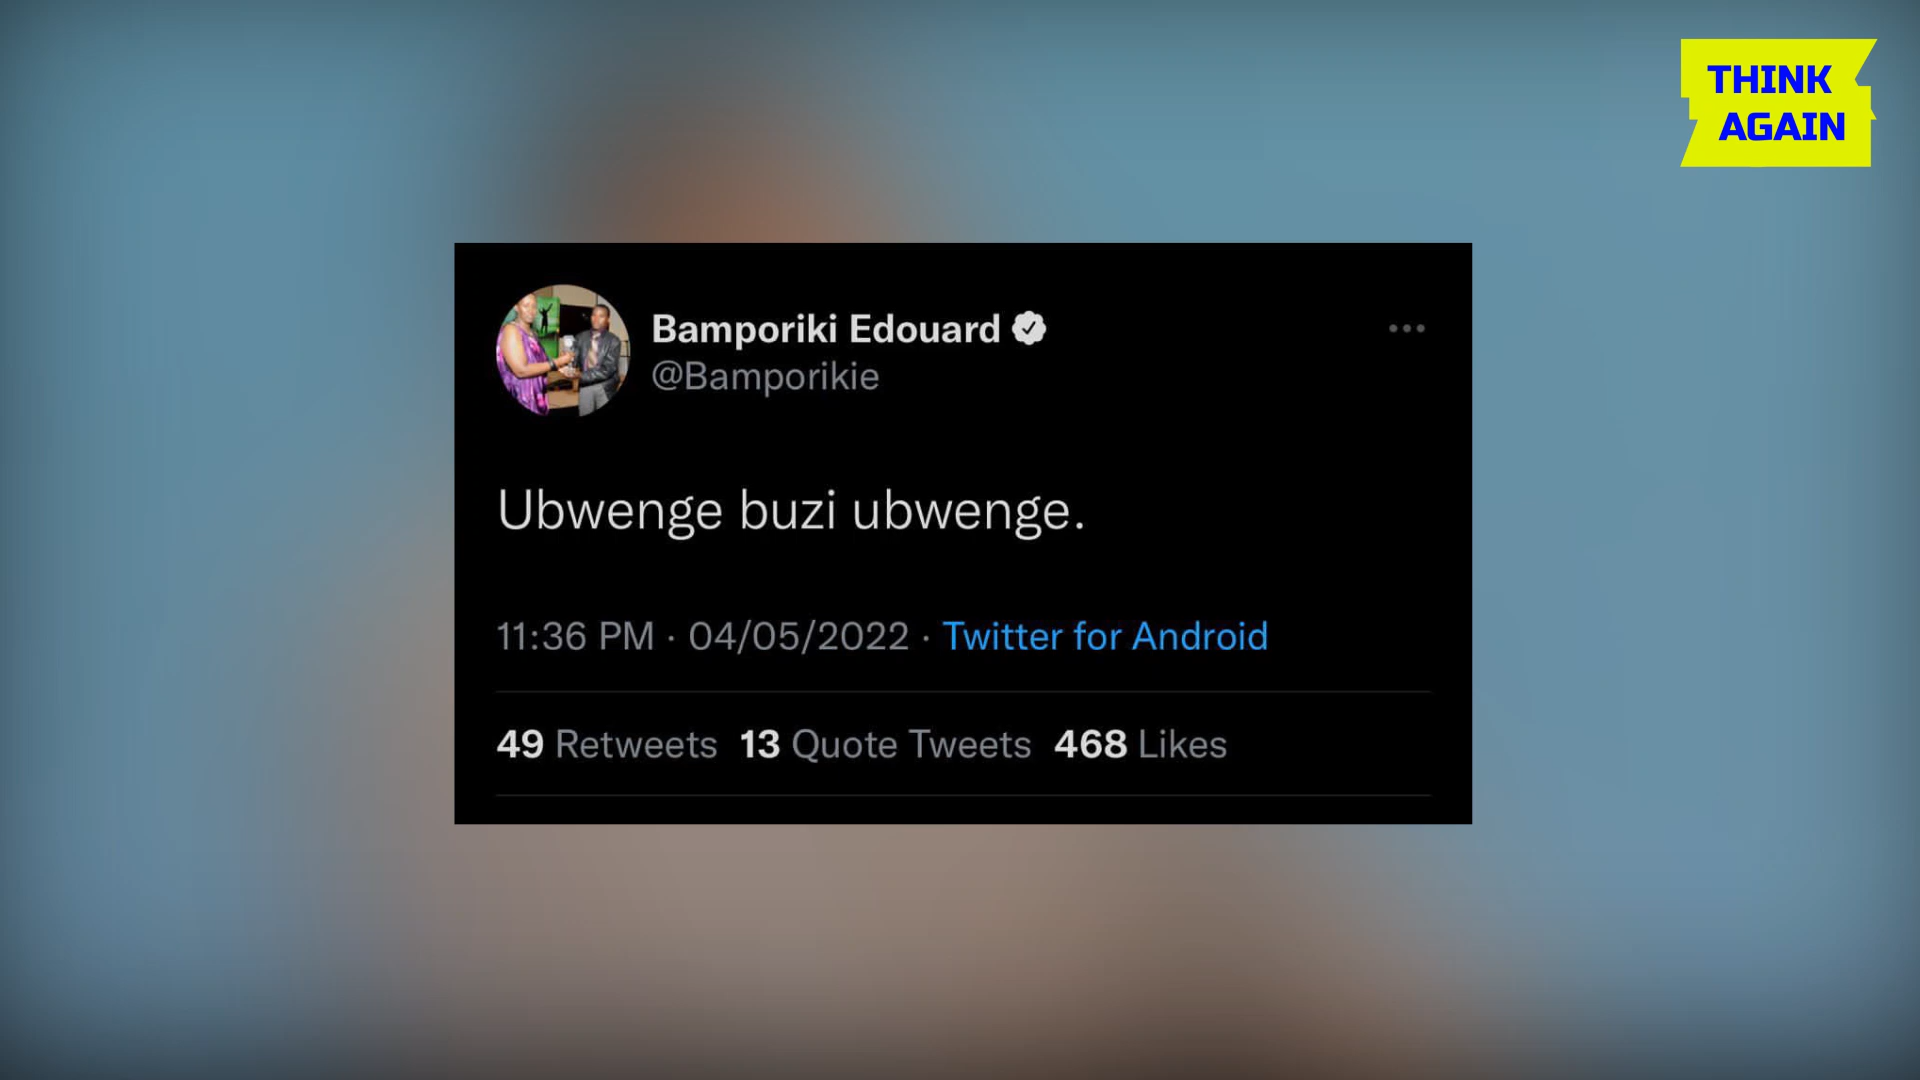 THINK
AGAIN
Bamporiki Edouard
@Bamporikie
Ubwenge buzi ubwenge.
11:36 PM · 04/05/2022 · Twitter for Android
49 Retweets 13 Quote Tweets 468 Likes